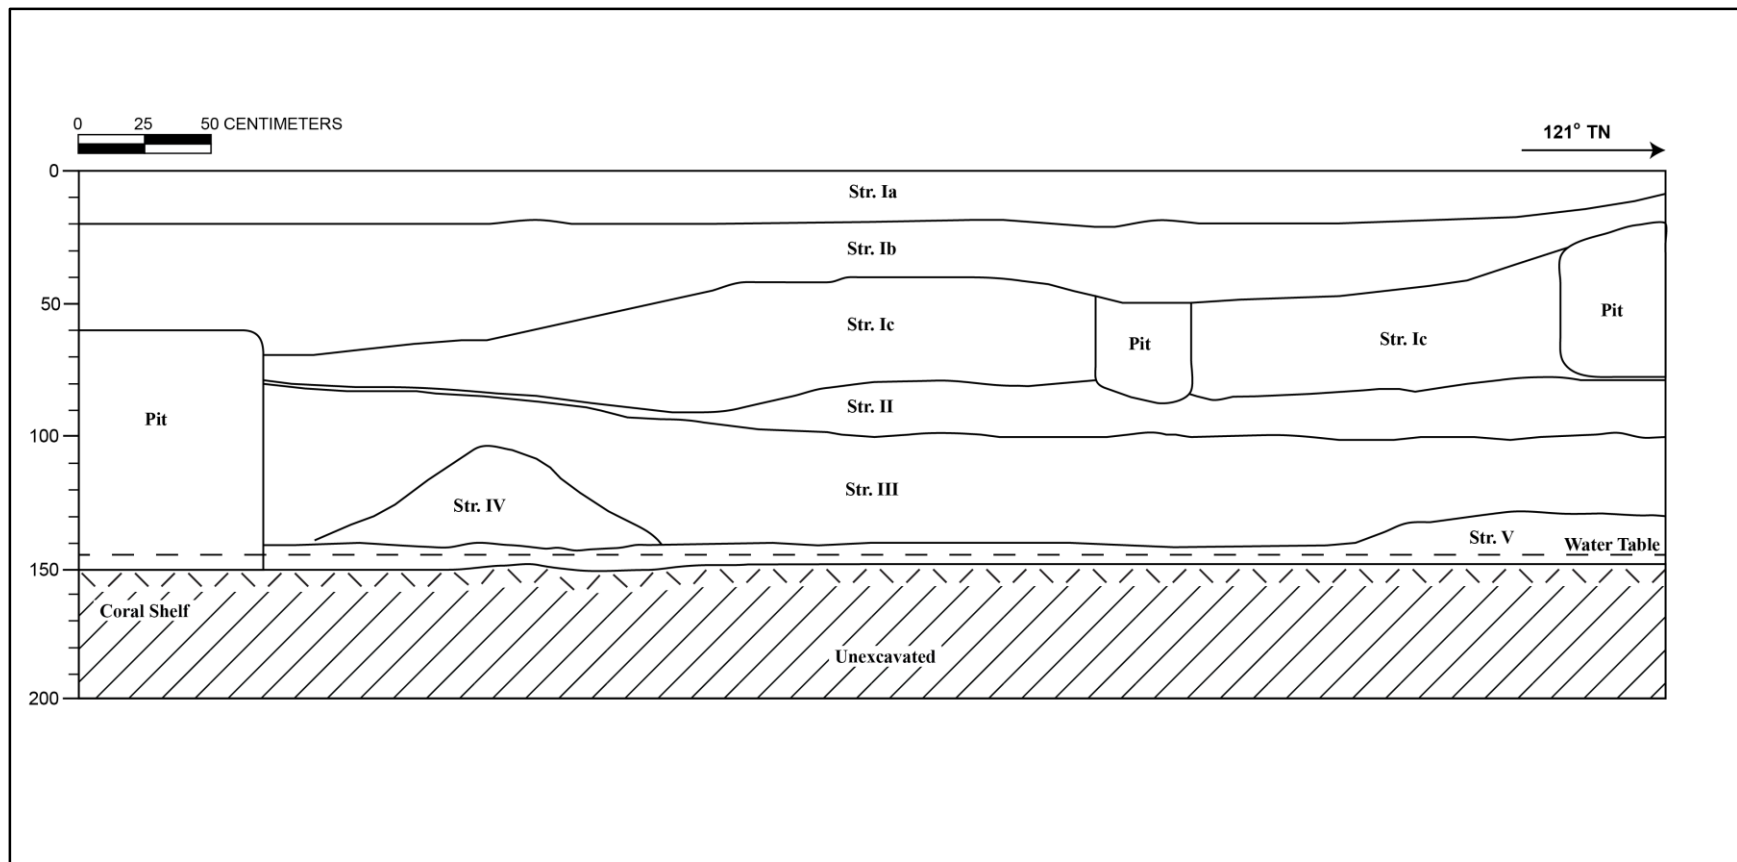 0 25 50 CENTIMETERS
121° TN
0
Str. Ia
Str. Ib
50
Str. Ic
Pit
Str. Ic
Pit
Str. II
Pit
100
Str. III
Str. IV
Str. V
Water Table
150
Coral Shelf
Unexcavated
200